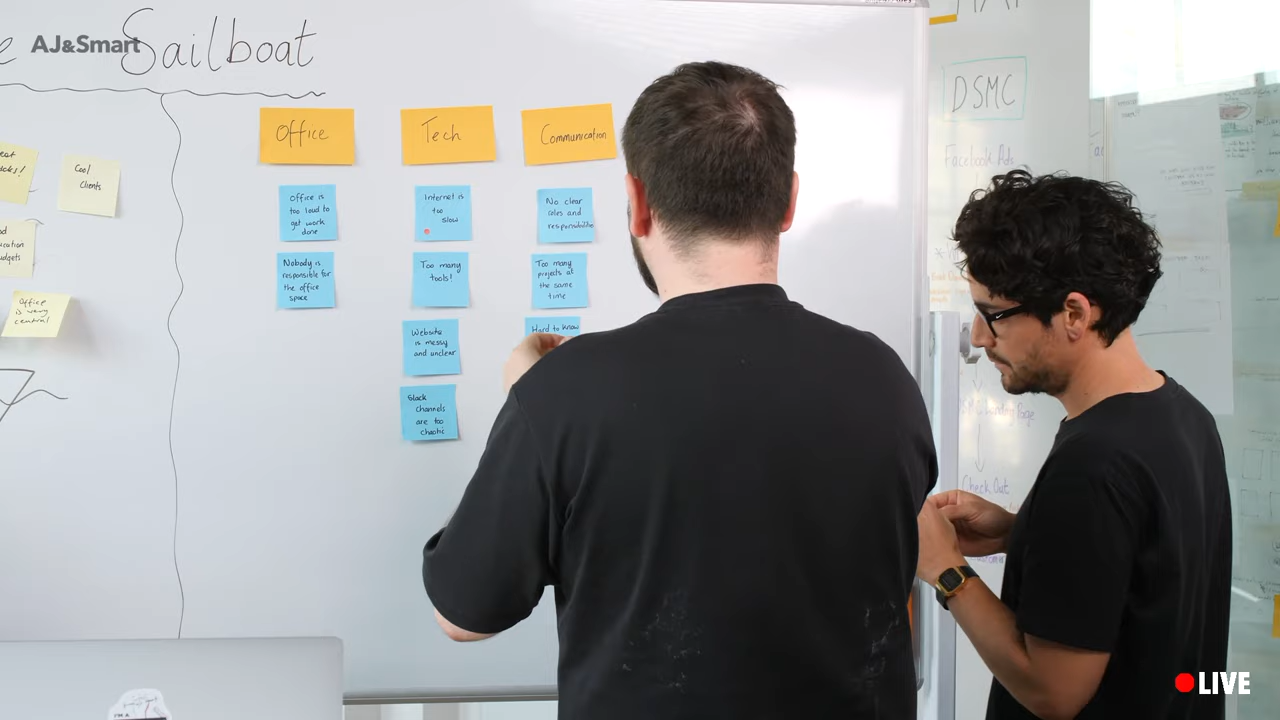 AJ&Smart
Sailboat
Cool
Clients
Office
is very
central!
Office
Office is
too loud to
get work
done
Nobody is
responsible for
the office
space
Tech
Internet is
too
slow
Too many
tools!
Website
is messy
and unclear
Slack
channels
are too
chaotic
Communication
No clear
roles and
responsibilities
Too many
projects at
the same
time
Hard to know
DSMC
Facebook Ads
Landing Page
Check Out
I'M A
LIVE